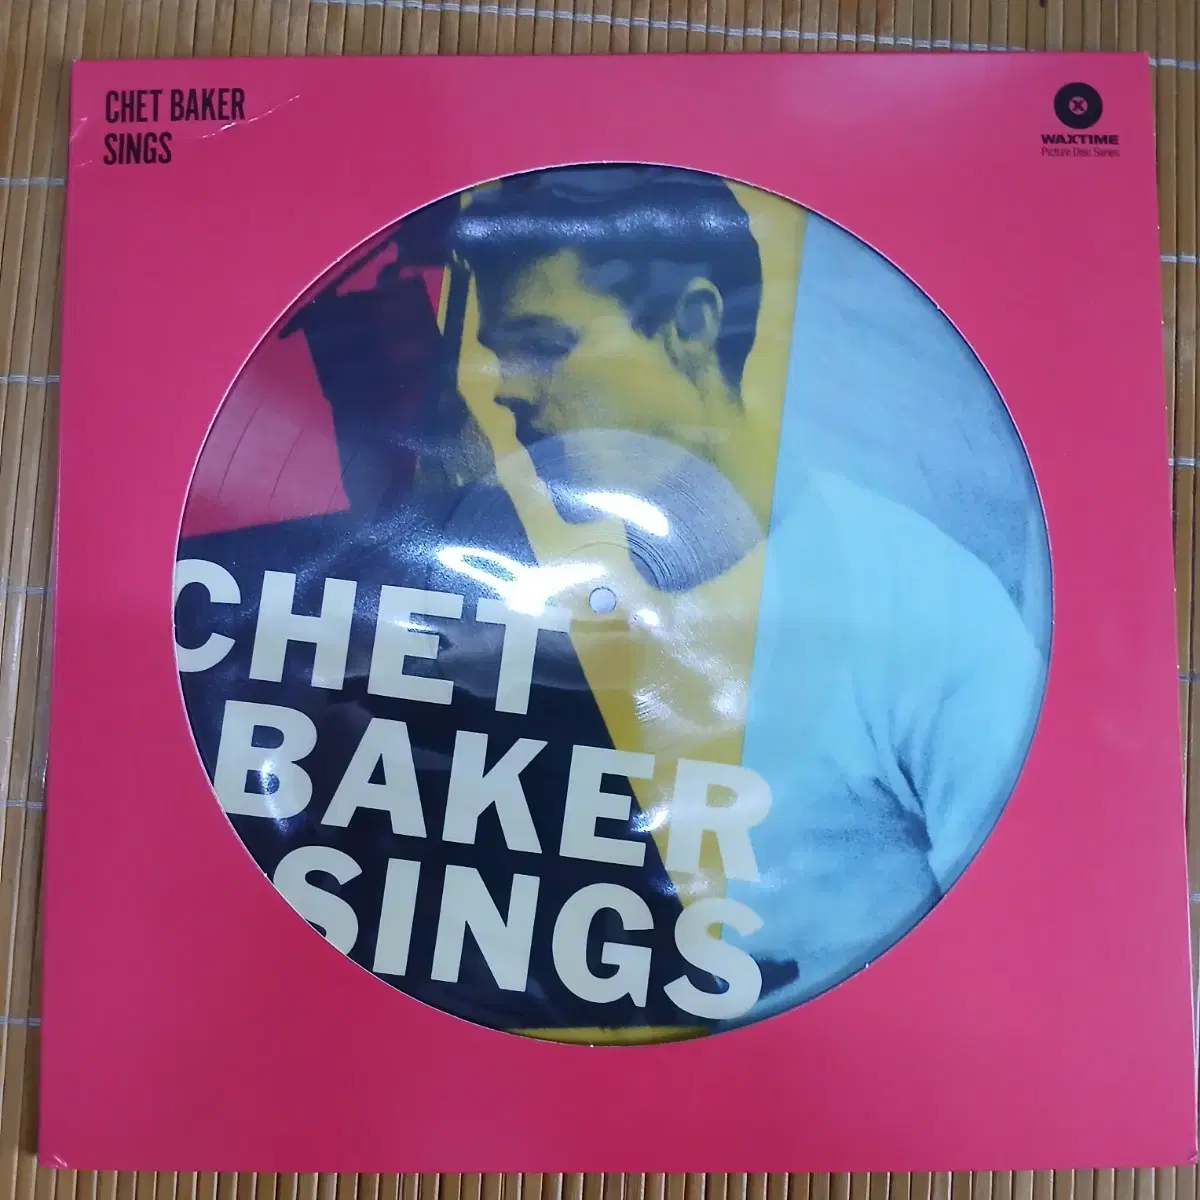 CHET BAKER
SINGS
WAXTIME
Picture Disc Series
CHET
BAKER
SINGS